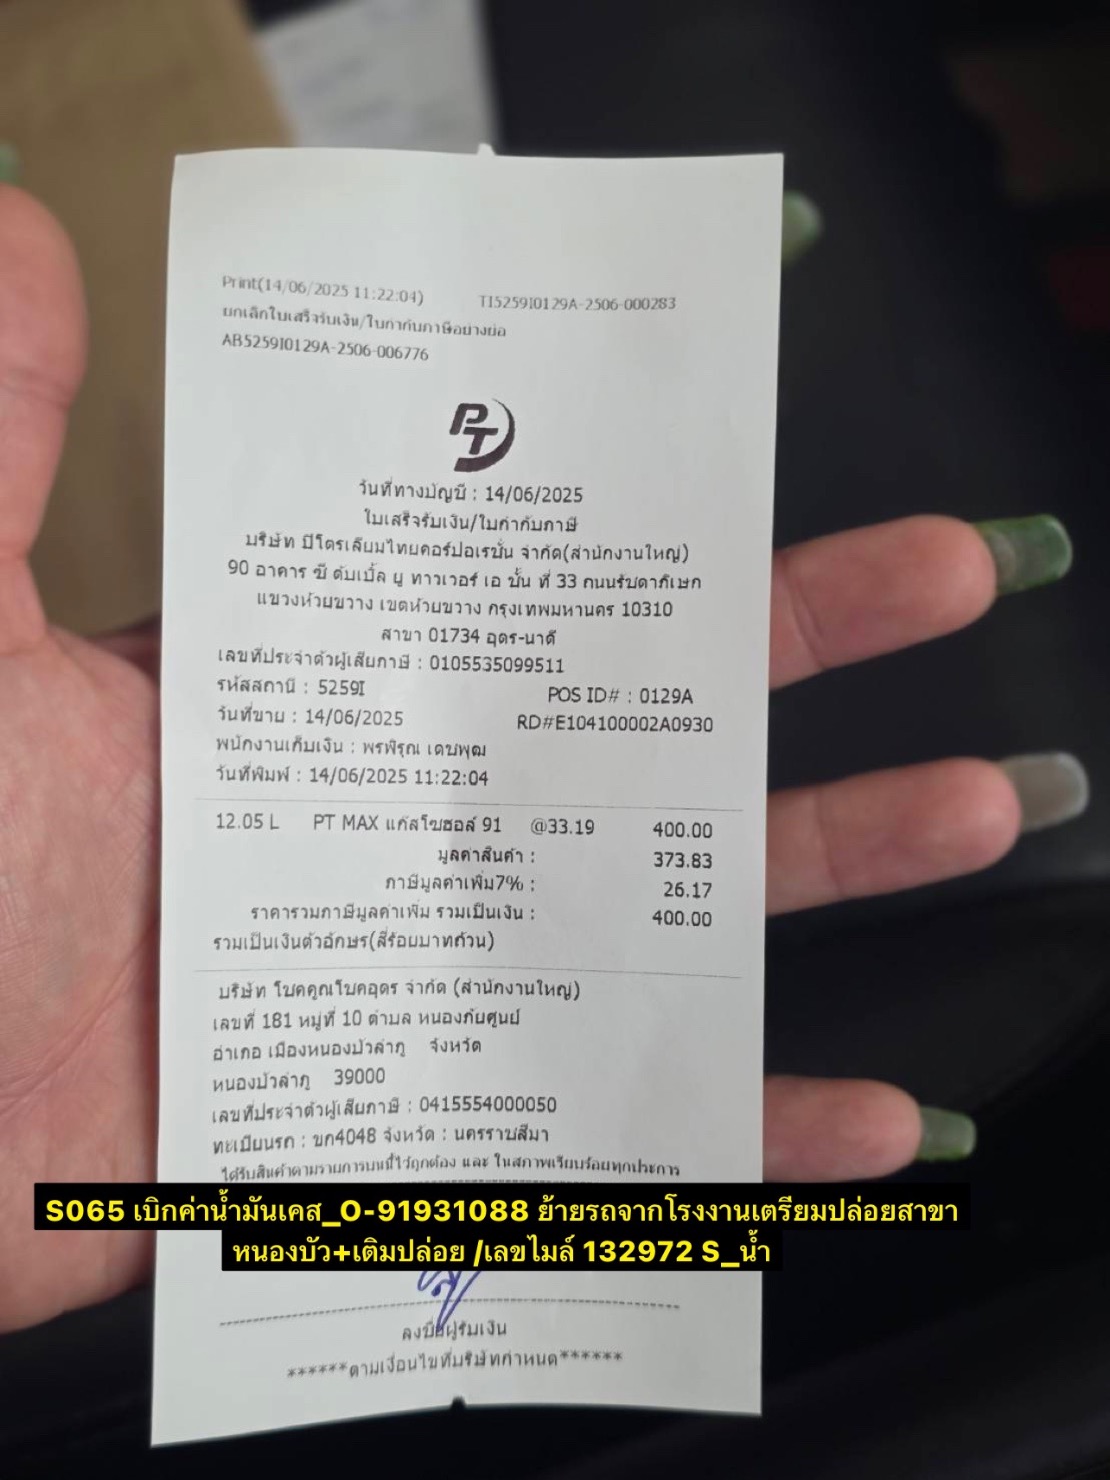 Print(14/06/2025 11:22:04) TI5259I0129A-2506-000283
ยกเลิกใบเสร็จรับเงิน/ใบกำกับภาษีอย่างย่อ
AB5259I0129A-2506-006776
PT
วันที่ทางบัญชี : 14/06/2025
ใบเสร็จรับเงิน/ใบกำกับภาษี
บริษัท ปิโตรเลียมไทยคอร์ปอเรชั่น จำกัด(สำนักงานใหญ่)
90 อาคาร ซี ดับเบิ้ล ยู ทาวเวอร์ เอ ชั้น ที่ 33 ถนนรัชดาภิเษก
แขวงห้วยขวาง เขตห้วยขวาง กรุงเทพมหานคร 10310
สาขา 01734 อุดร-นาดี
เลขที่ประจำตัวผู้เสียภาษี : 0105535099511
รหัสสถานี : 5259I POS ID# : 0129A
วันที่ขาย : 14/06/2025 RD#E104100002A0930
พนักงานเก็บเงิน : พรพิรุณ เดชพุฒ
วันที่พิมพ์ : 14/06/2025 11:22:04
12.05 L PT MAX แก๊สโซฮอล์ 91 @33.19 400.00
มูลค่าสินค้า : 373.83
ภาษีมูลค่าเพิ่ม7% : 26.17
ราคารวมภาษีมูลค่าเพิ่ม รวมเป็นเงิน : 400.00
รวมเป็นเงินตัวอักษร(สี่ร้อยบาทถ้วน)
บริษัท โชคคูณโชคอุดร จำกัด (สำนักงานใหญ่)
เลขที่ 181 หมู่ที่ 10 ตำบล หนองภัยศูนย์
อำเภอ เมืองหนองบัวลำภู จังหวัด
หนองบัวลำภู 39000
เลขที่ประจำตัวผู้เสียภาษี : 0415554000050
ทะเบียนรถ : ขก4048 จังหวัด : นครราชสีมา
ได้รับสินค้าตามรายการบนนี้ไว้ถูกต้อง และ ในสภาพเรียบร้อยทุกประการ
S065 เบิกค่าน้ำมันเคส_O-91931088 ย้ายรถจากโรงงานเตรียมปล่อยสาขา
หนองบัว+เติมปล่อย /เลขไมล์ 132972 S_น้ำ
ลงชื่อผู้รับเงิน
******ตามเงื่อนไขที่บริษัทกำหนด******